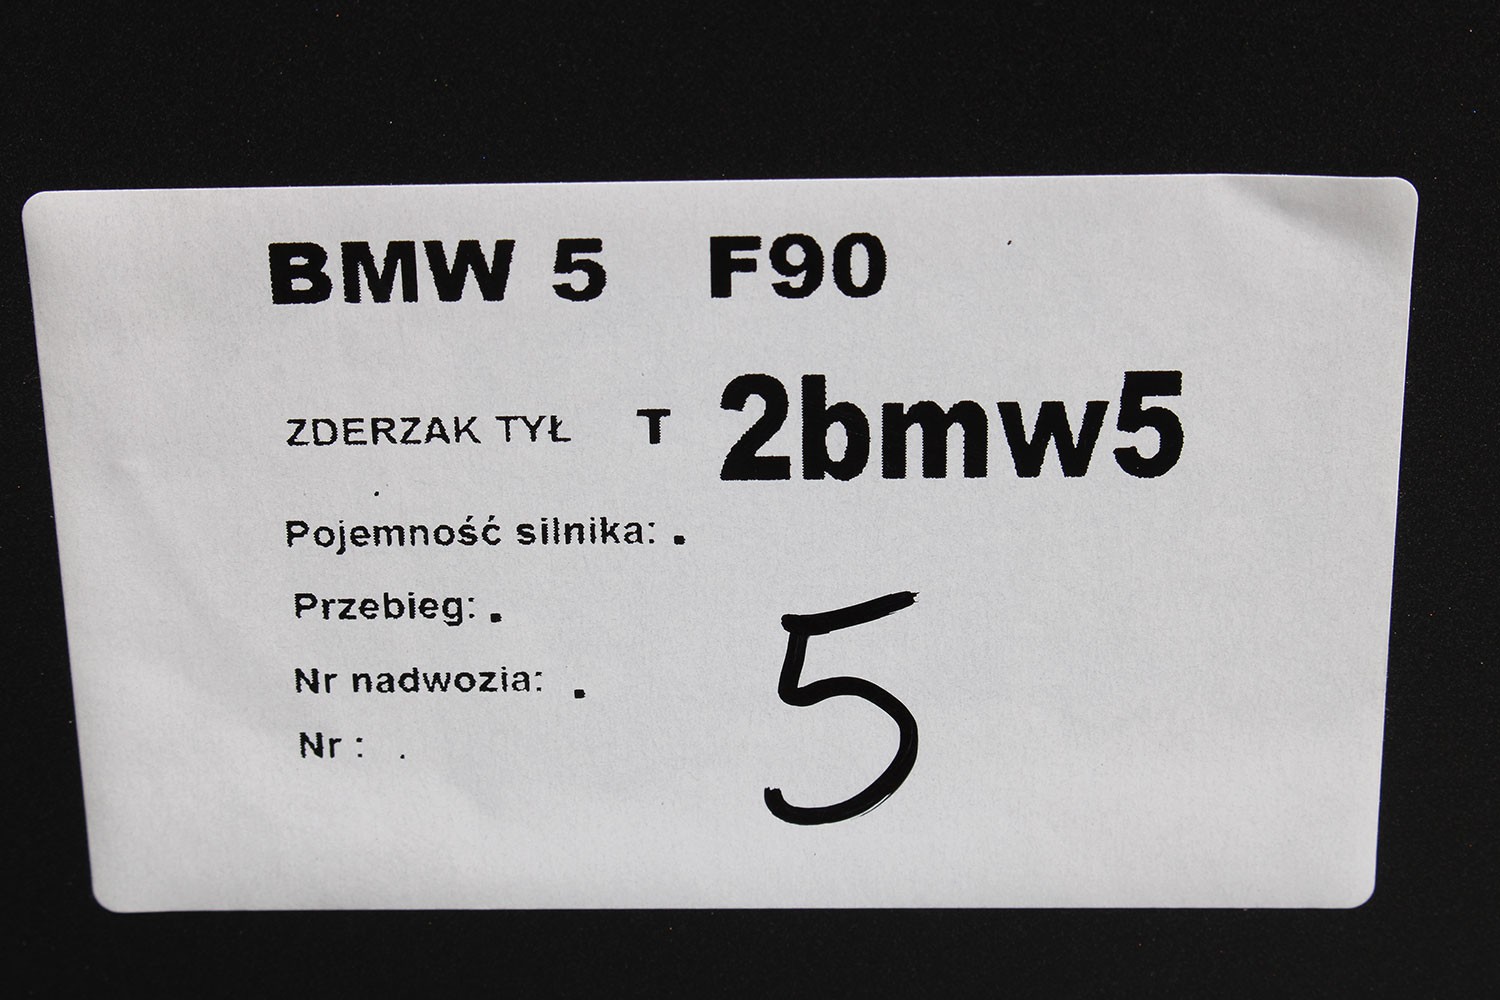 BMW 5 F90
ZDERZAK TYŁ T 2bmw5
Pojemność silnika: .
Przebieg: .
Nr nadwozia: .
Nr : .
5